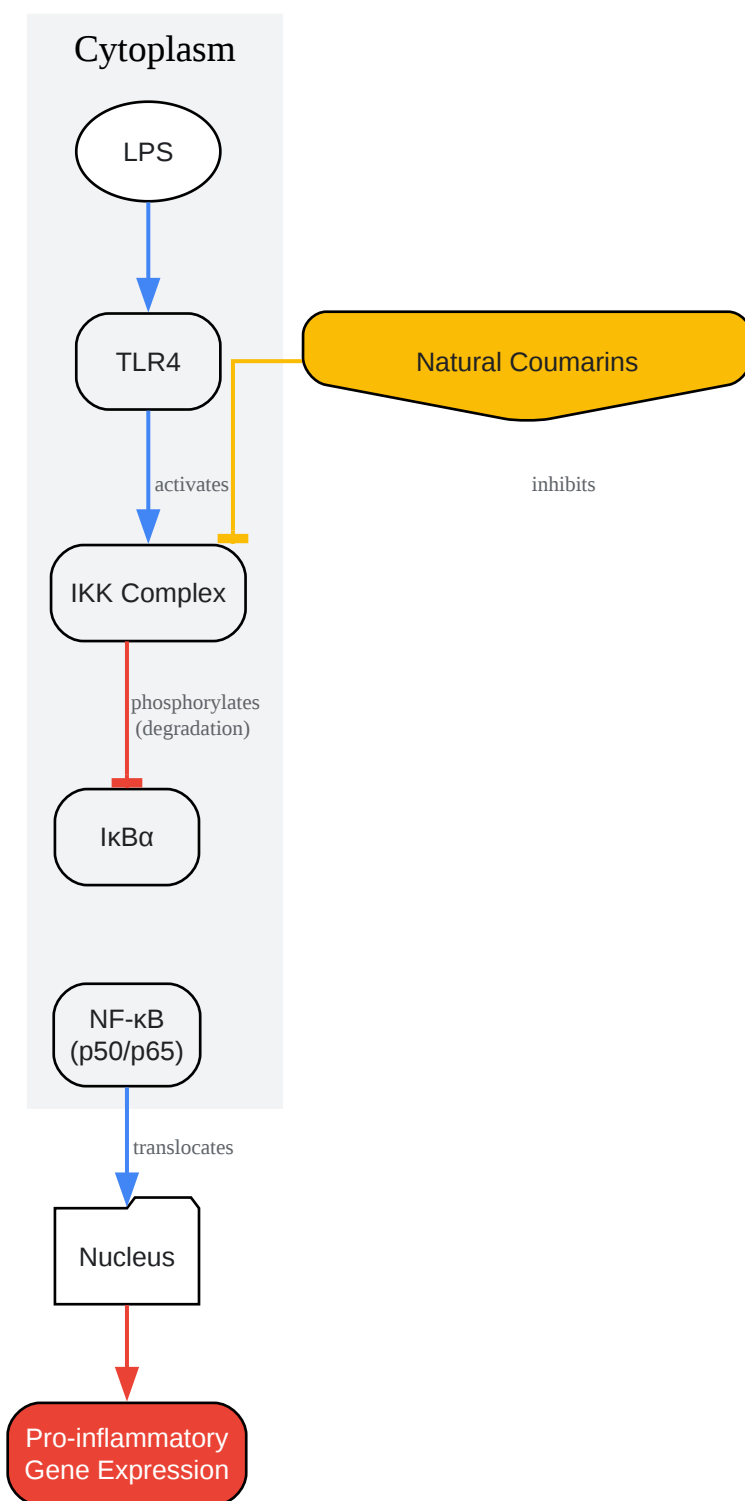 Cytoplasm
LPS
TLR4
Natural Coumarins
activates
inhibits
IKK Complex
phosphorylates
(degradation)
IκBα
NF-κB
(p50/p65)
translocates
Nucleus
Pro-inflammatory
Gene Expression